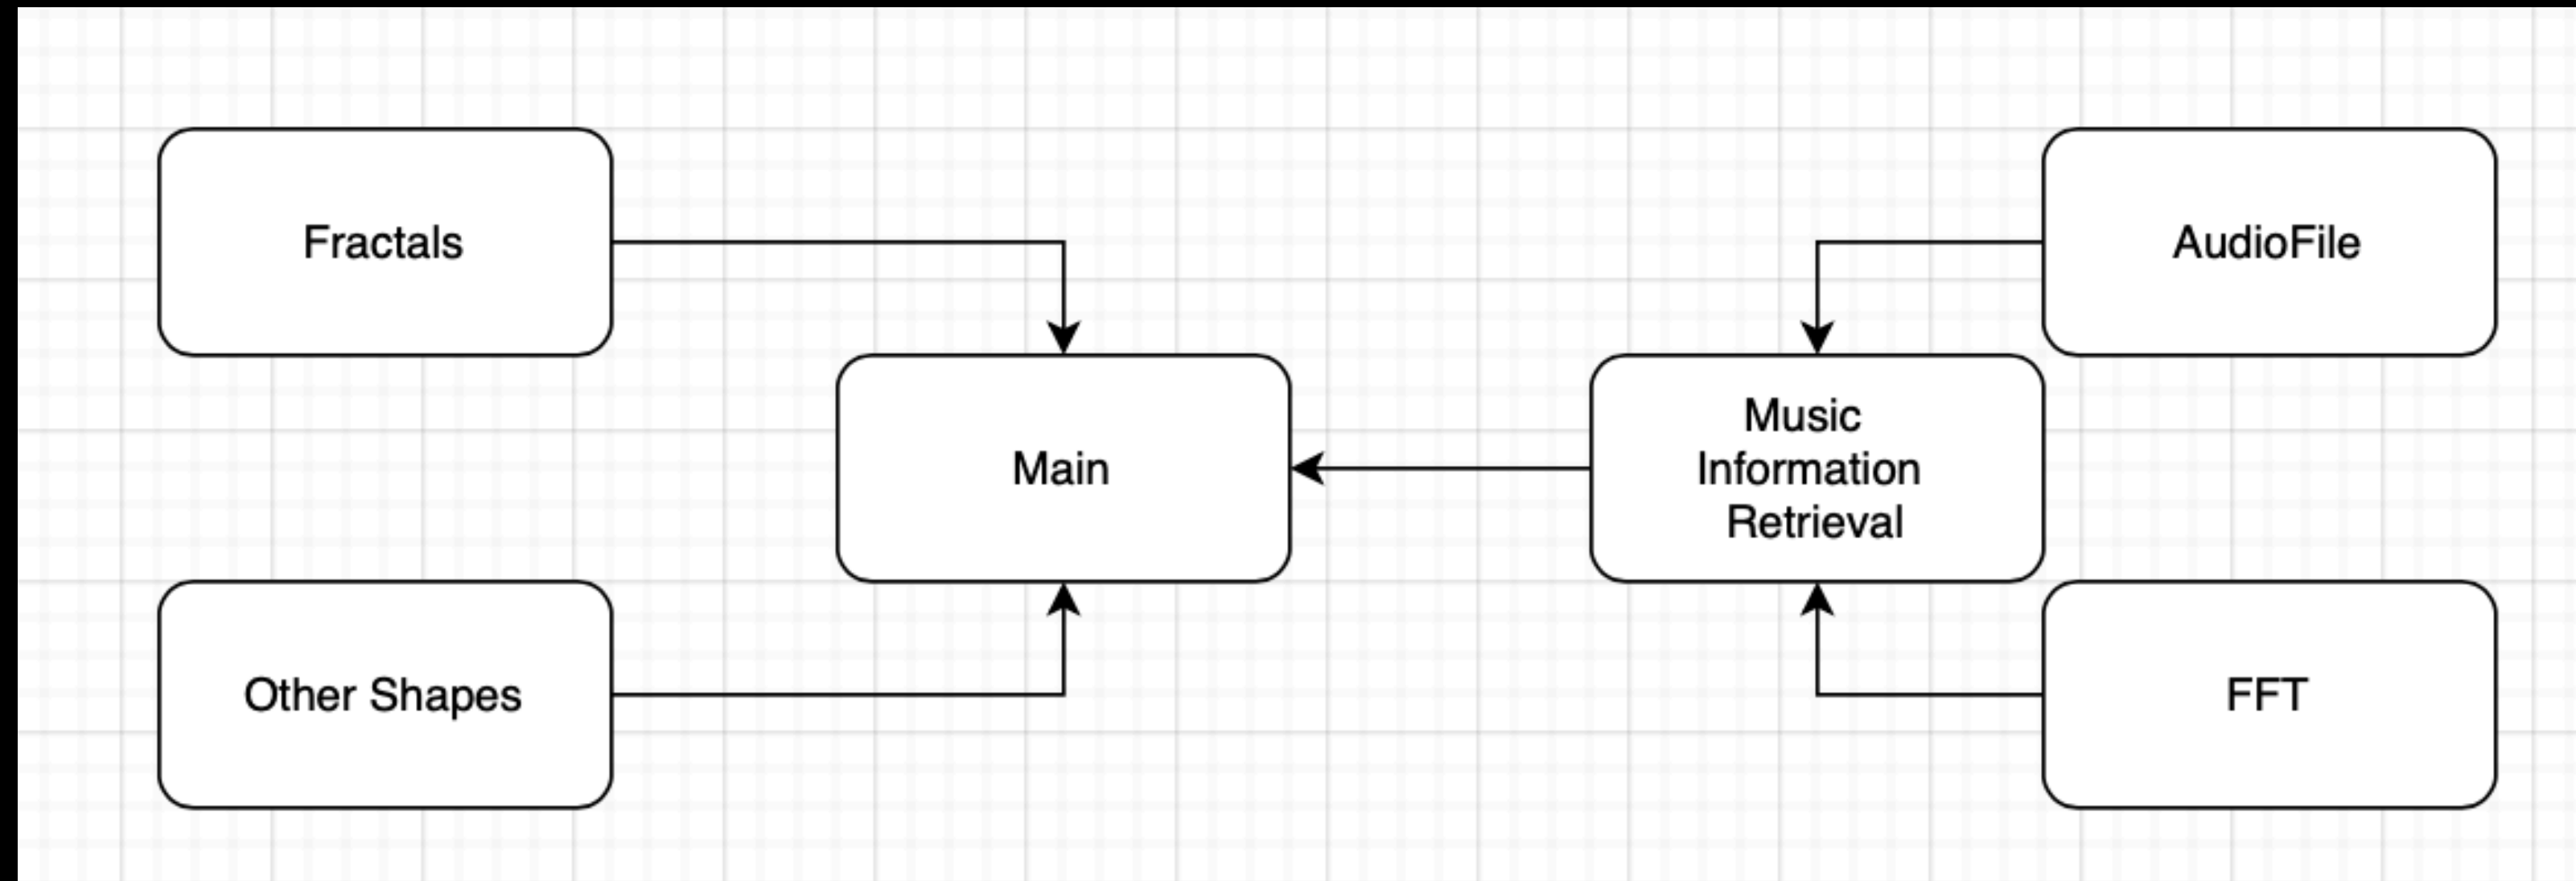 Fractals
AudioFile
Main
Music
Information
Retrieval
Other Shapes
FFT